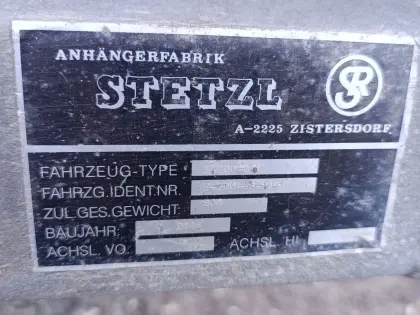 ANHÄNGERFABRIK
STETZL
A-2225 ZISTERSDORF
FAHRZEUG-TYPE
FAHRZG.IDENT.NR.
ZUL.GES.GEWICHT:
BAUJAHR:
ACHSL. VO. ACHSL. HI.